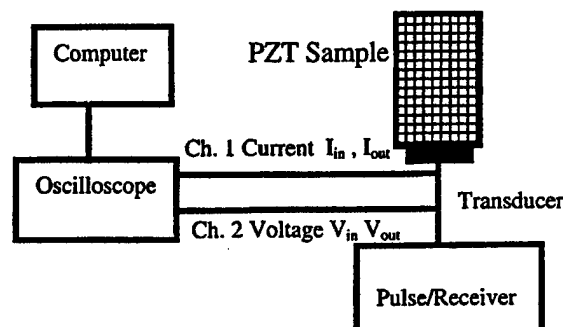 Computer
PZT Sample
Ch. 1 Current I_in , I_out
Oscilloscope
Transducer
Ch. 2 Voltage V_in V_out
Pulse/Receiver